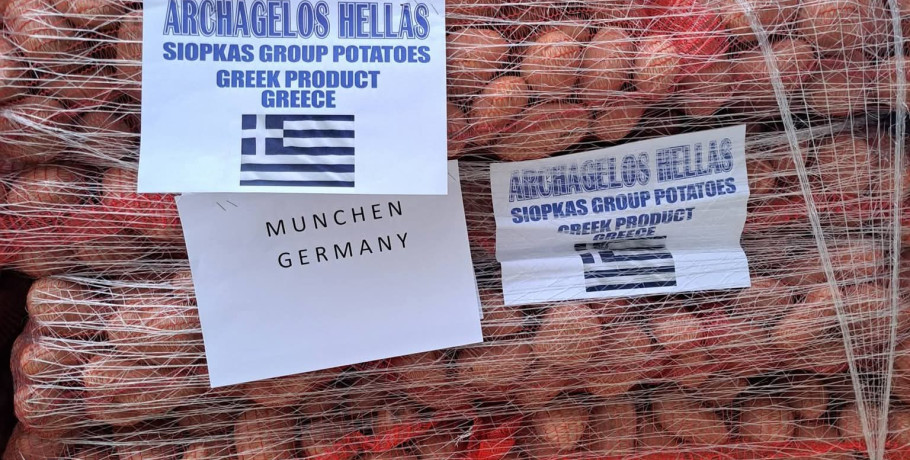 ARCHAGELOS HELLAS
SIOPKAS GROUP POTATOES
GREEK PRODUCT
GREECE
MUNCHEN
GERMANY
ARCHAGELOS HELLAS
SIOPKAS GROUP POTATOES
GREEK PRODUCT
GREECE